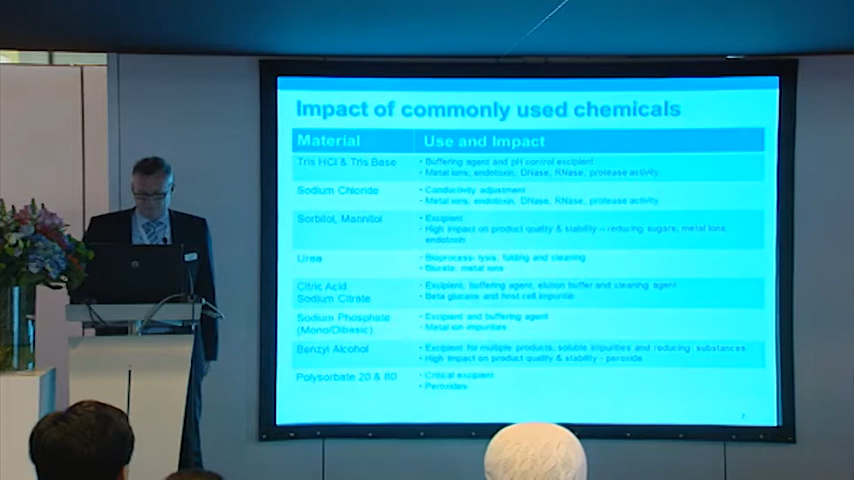 Impact of commonly used chemicals
Material
Use and Impact
Tris HCl & Tris Base
• Buffering agent and pH control excipient
• Metal ions, endotoxin, DNase, RNase, protease activity
Sodium Chloride
• Conductivity adjustment
• Metal ions, endotoxin, DNase, RNase, protease activity
Sorbitol, Mannitol
• Excipient
• High impact on product quality & stability – reducing sugars, metal ions
endotoxin
Urea
• Bioprocess- lysis, folding and cleaning
• Biurate, metal ions
Citric Acid
Sodium Citrate
• Excipient, buffering agent, elution buffer and cleaning agent
• Beta glucans and host cell impuritie
Sodium Phosphate
(Mono/Dibasic)
• Excipient and buffering agent
• Metal ion impurities
Benzyl Alcohol
• Excipient for multiple products, soluble impurities and reducing substances
• High impact on product quality & stability - peroxide
Polysorbate 20 & 80
• Critical excipient
• Peroxides
7